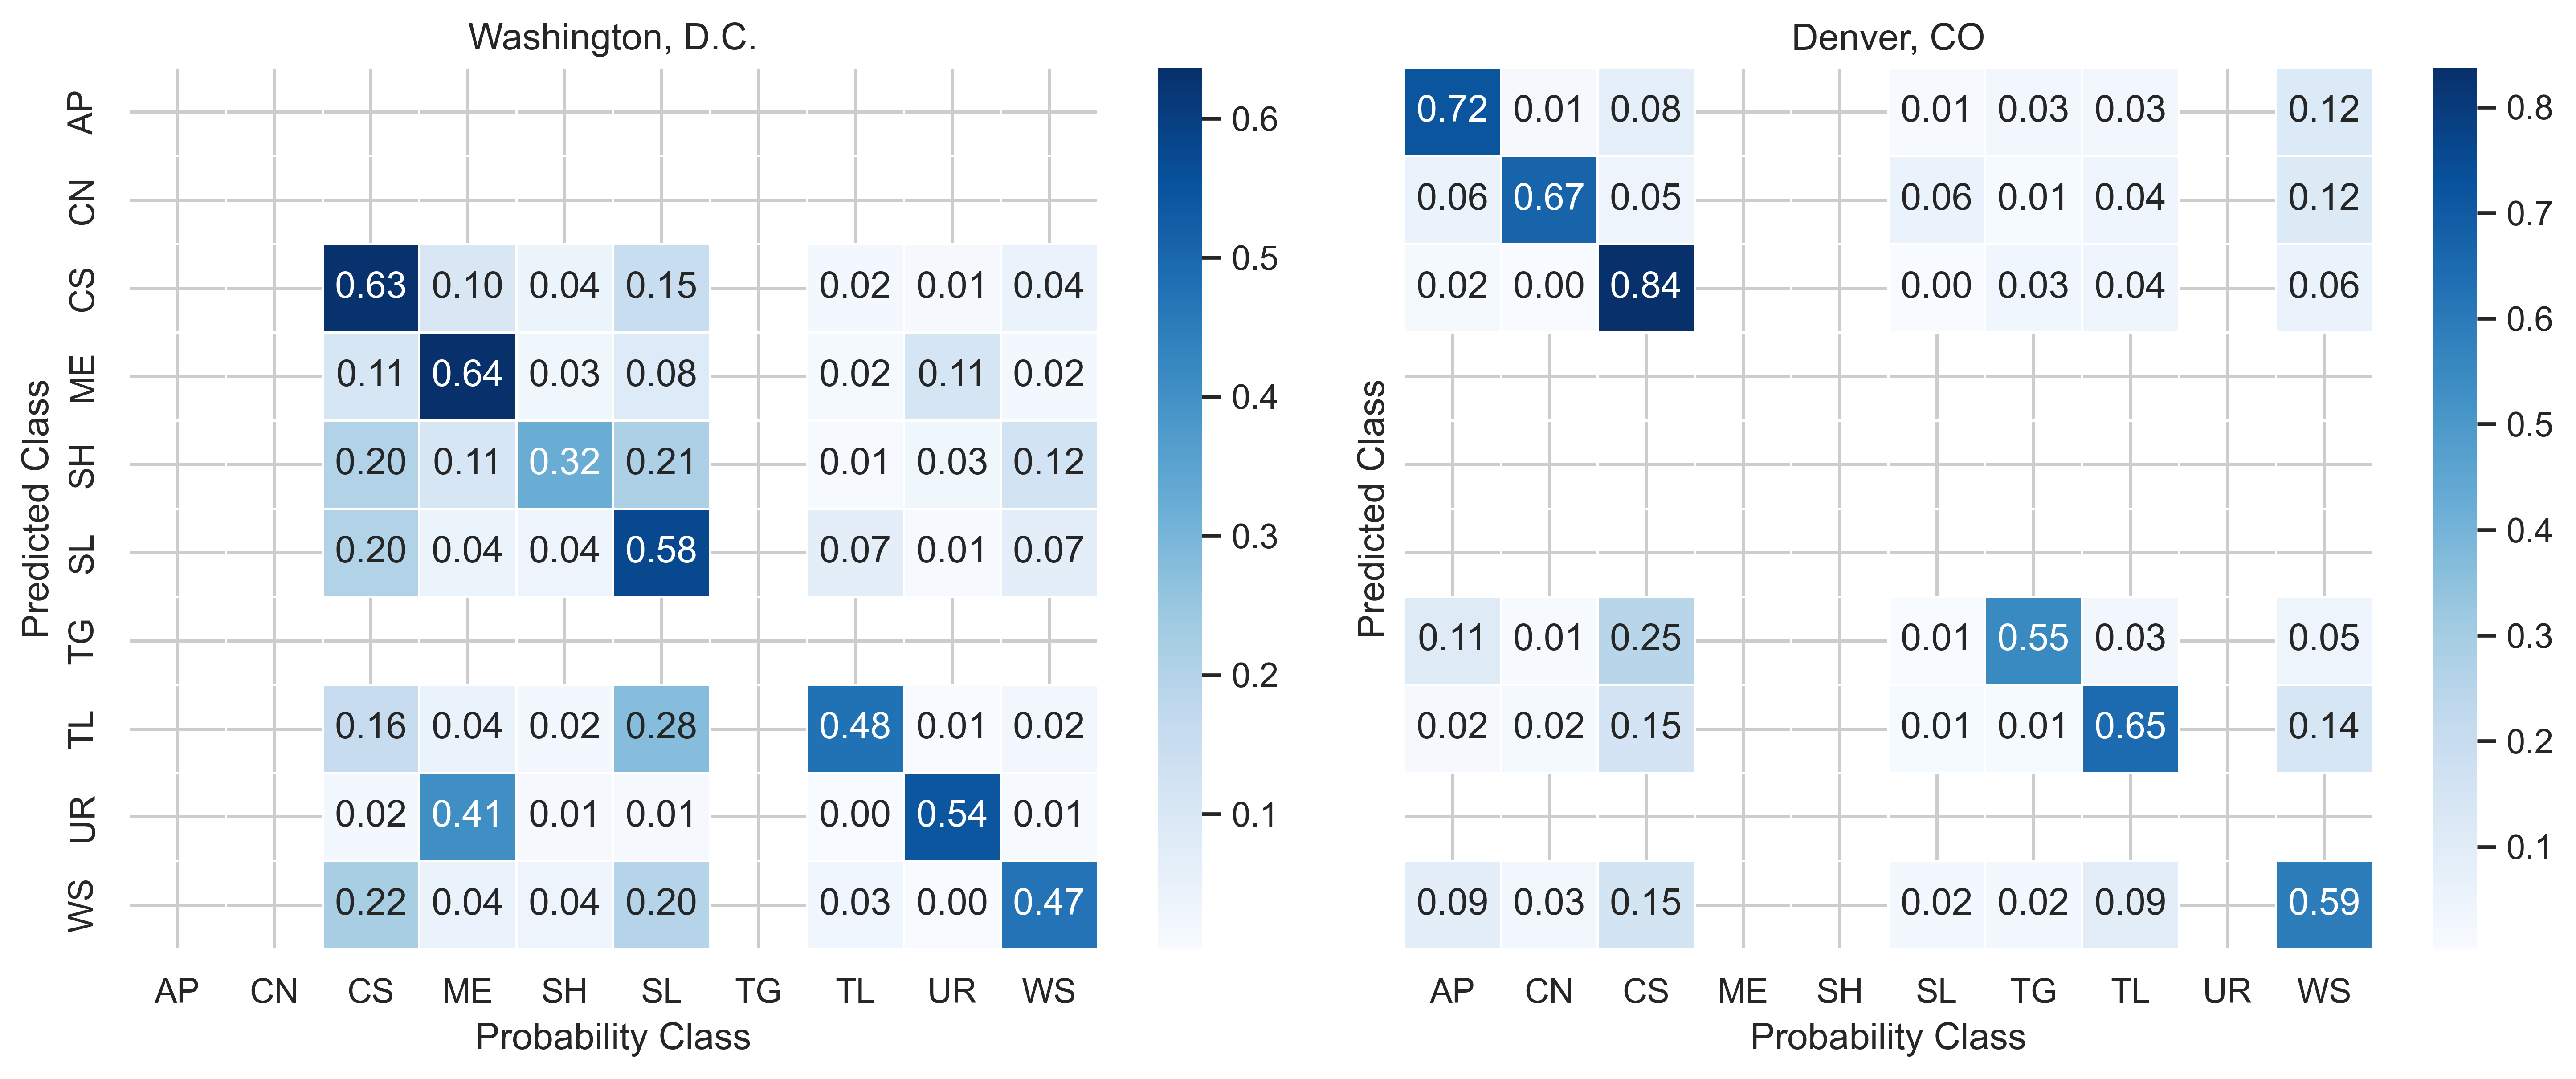 Washington, D.C.
Predicted Class
AP
CN
CS 0.63 0.10 0.04 0.15 0.02 0.01 0.04
ME 0.11 0.64 0.03 0.08 0.02 0.11 0.02
SH 0.20 0.11 0.32 0.21 0.01 0.03 0.12
SL 0.20 0.04 0.04 0.58 0.07 0.01 0.07
TG
TL 0.16 0.04 0.02 0.28 0.48 0.01 0.02
UR 0.02 0.41 0.01 0.01 0.00 0.54 0.01
WS 0.22 0.04 0.04 0.20 0.03 0.00 0.47
AP CN CS ME SH SL TG TL UR WS
Probability Class
0.6
0.5
0.4
0.3
0.2
0.1
Denver, CO
Predicted Class
0.72 0.01 0.08 0.01 0.03 0.03 0.12
0.06 0.67 0.05 0.06 0.01 0.04 0.12
0.02 0.00 0.84 0.00 0.03 0.04 0.06
0.11 0.01 0.25 0.01 0.55 0.03 0.05
0.02 0.02 0.15 0.01 0.01 0.65 0.14
0.09 0.03 0.15 0.02 0.02 0.09 0.59
AP CN CS ME SH SL TG TL UR WS
Probability Class
0.8
0.7
0.6
0.5
0.4
0.3
0.2
0.1